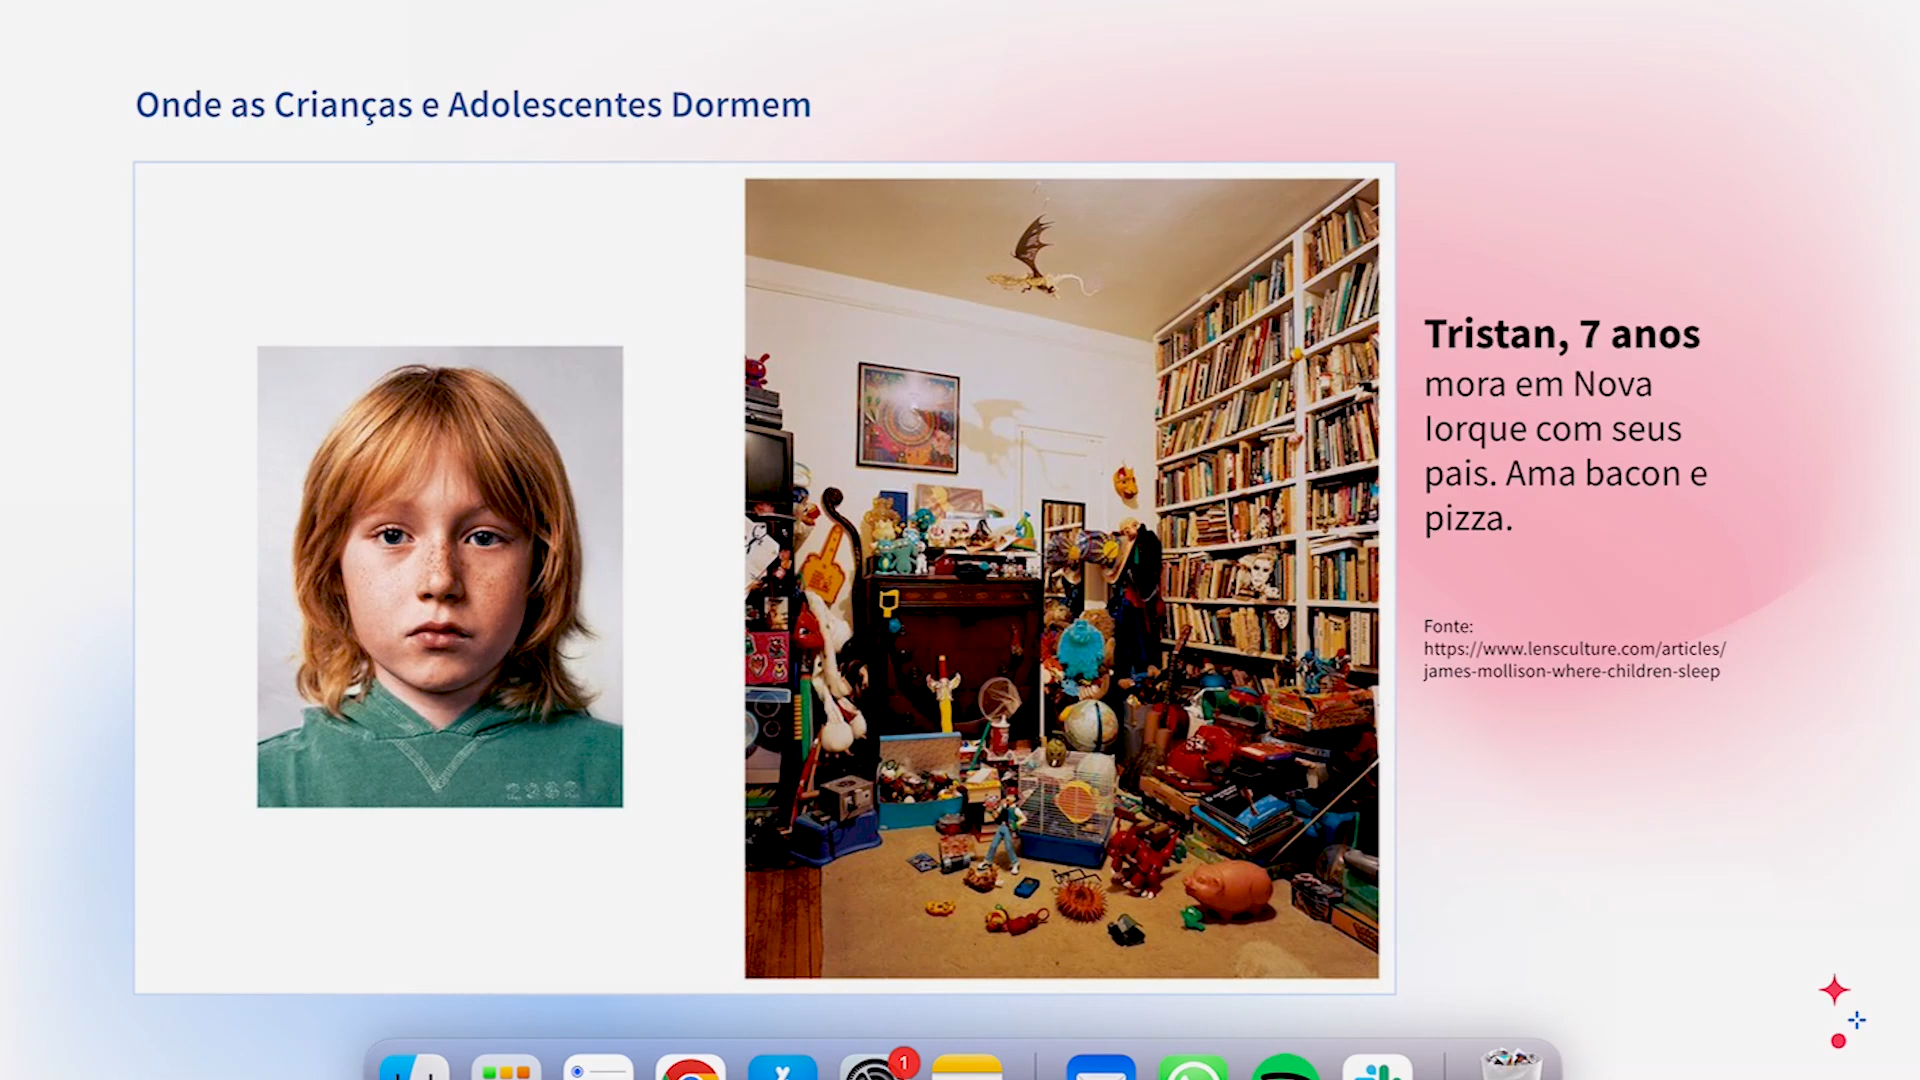 Onde as Crianças e Adolescentes Dormem
Tristan, 7 anos
mora em Nova
Iorque com seus
pais. Ama bacon e
pizza.
Fonte:
https://www.lensculture.com/articles/
james-mollison-where-children-sleep
1